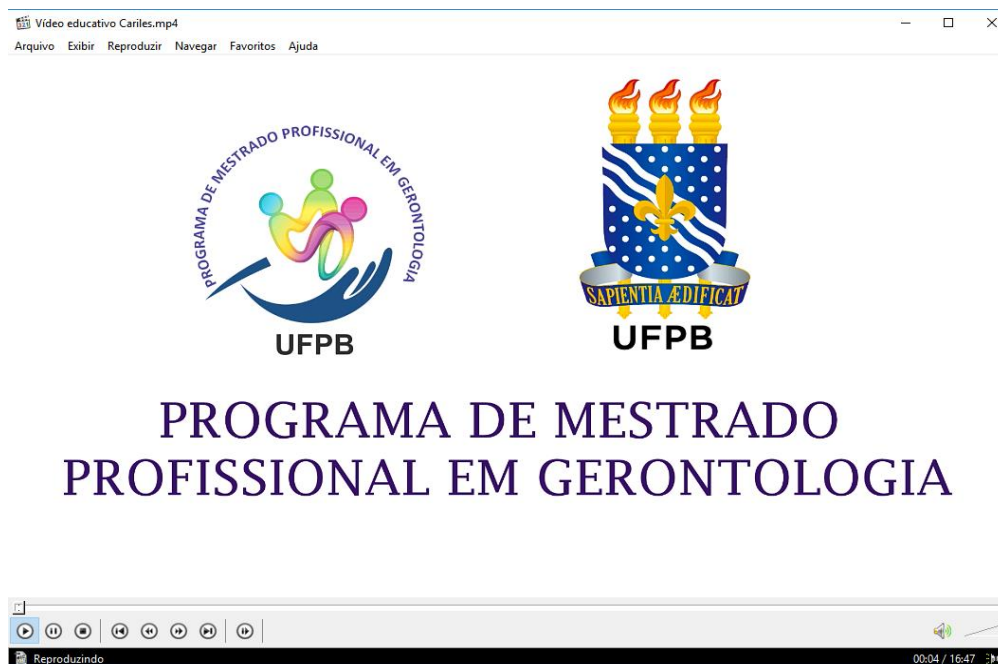 Vídeo educativo Cariles.mp4
Arquivo Exibir Reproduzir Navegar Favoritos Ajuda
PROGRAMA DE MESTRADO PROFISSIONAL EM GERONTOLOGIA
UFPB
SAPIENTIA ÆDIFICAT
UFPB
PROGRAMA DE MESTRADO
PROFISSIONAL EM GERONTOLOGIA
Reproduzindo
00:04 / 16:47